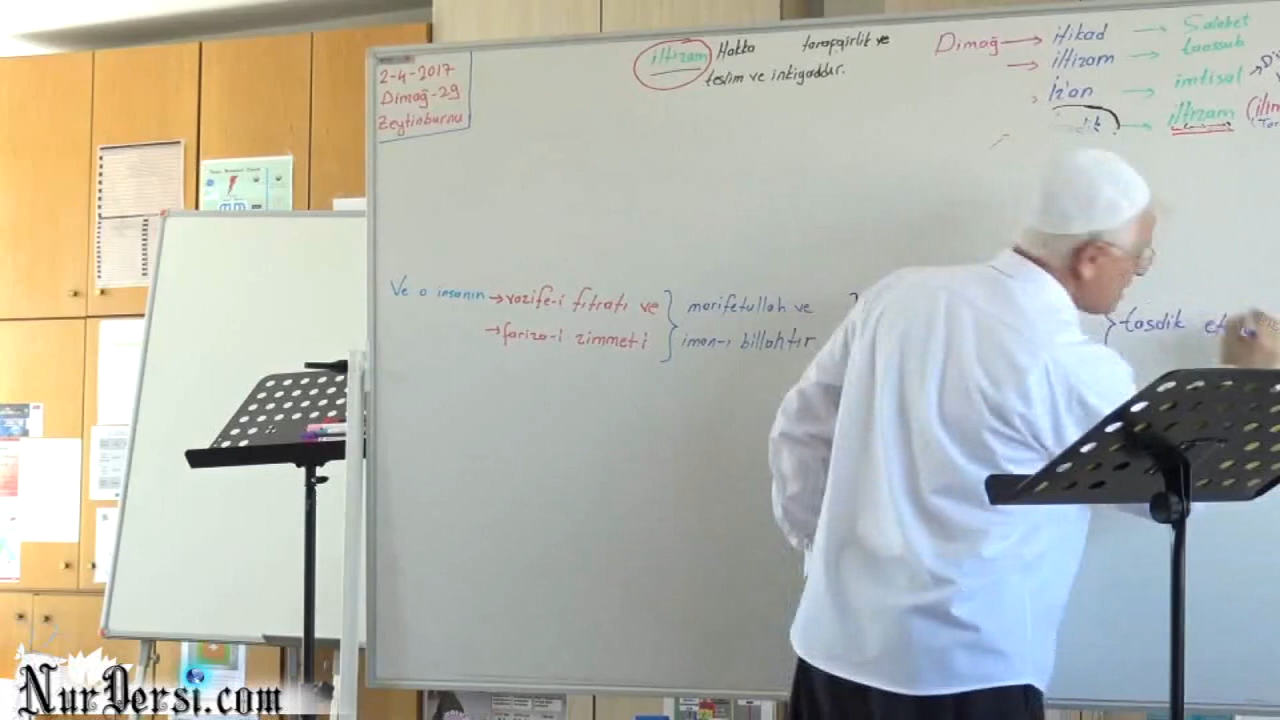 2-4-2017
Dimağ-29
Zeytinburnu
iltizam Hakka tarafgirlik ve
teslim ve inkiyaddır.
Dimağ → itikad → Salabet
→ iltizam → taassub
iz'an → imtisal →
→ iltizam
Ve o insanın → vazife-i fıtratı ve
→ fariza-i zimmeti
marifetullah ve
iman-ı billahtır
tasdik
NurDersi.com